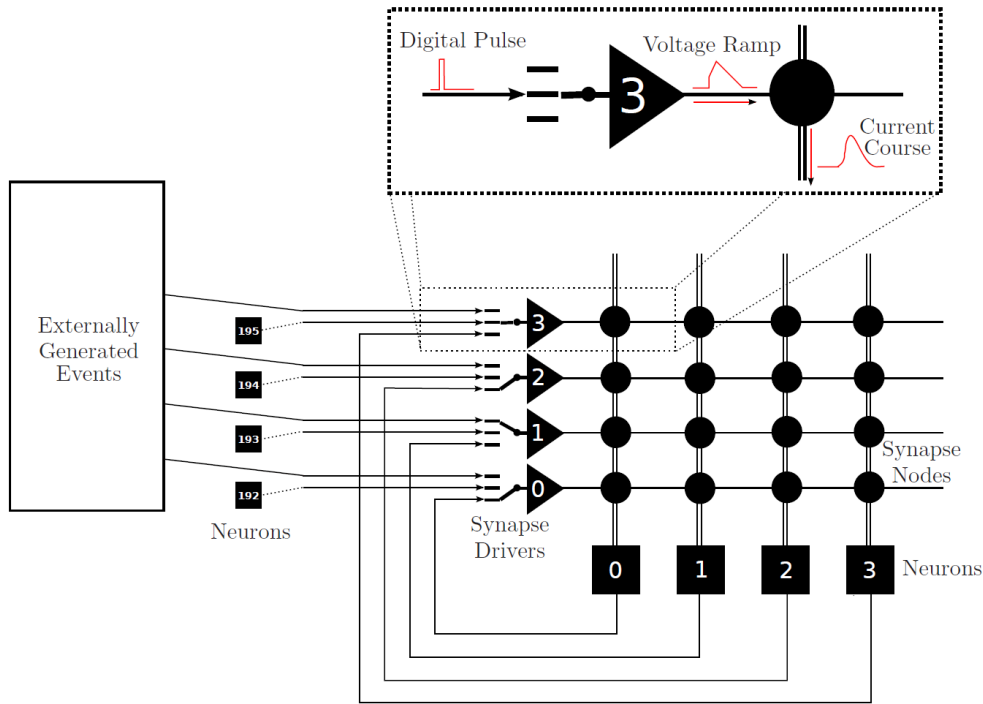 Digital Pulse
Voltage Ramp
3
Current
Course
Externally
Generated
Events
195
3
194
2
193
1
Synapse
Nodes
192
0
Neurons
Synapse
Drivers
0
1
2
3
Neurons